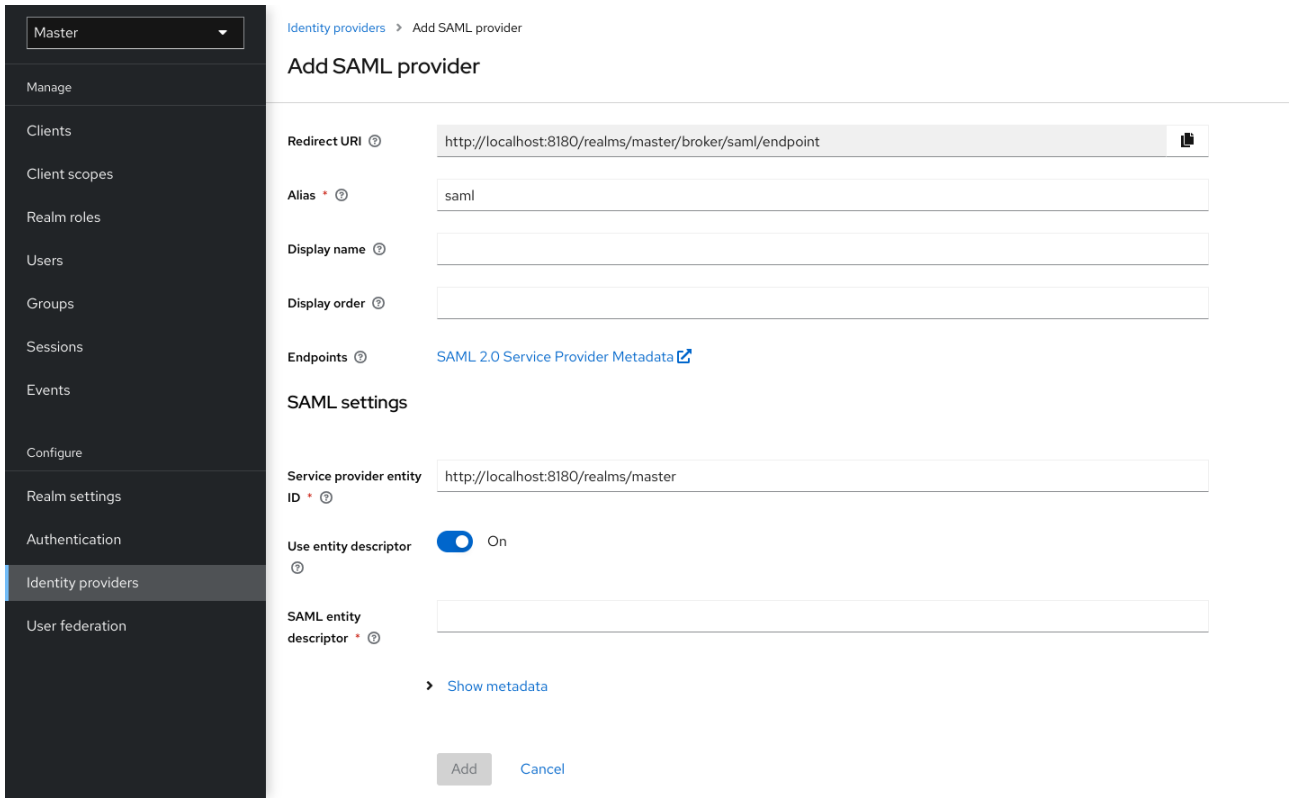 Master
Manage
Clients
Client scopes
Realm roles
Users
Groups
Sessions
Events
Configure
Realm settings
Authentication
Identity providers
User federation
Identity providers > Add SAML provider
Add SAML provider
Redirect URI ? http://localhost:8180/realms/master/broker/saml/endpoint
Alias * ? saml
Display name ?
Display order ?
Endpoints ? SAML 2.0 Service Provider Metadata
SAML settings
Service provider entity
ID * ? http://localhost:8180/realms/master
Use entity descriptor
? On
SAML entity
descriptor * ?
> Show metadata
Add Cancel